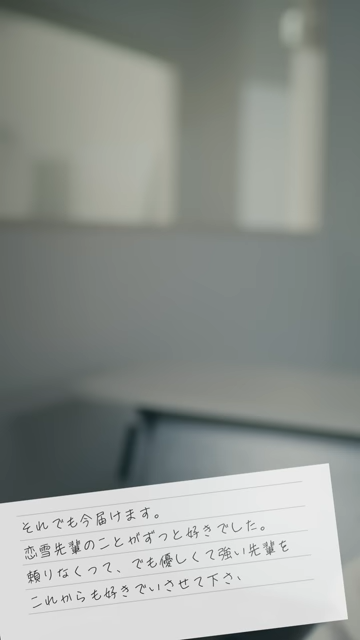 それでも今届けます。
恋雪先輩のことがずっと好きでした。
頼りなくって、でも優しくて強い先輩を
これからも好きでいさせて下さい